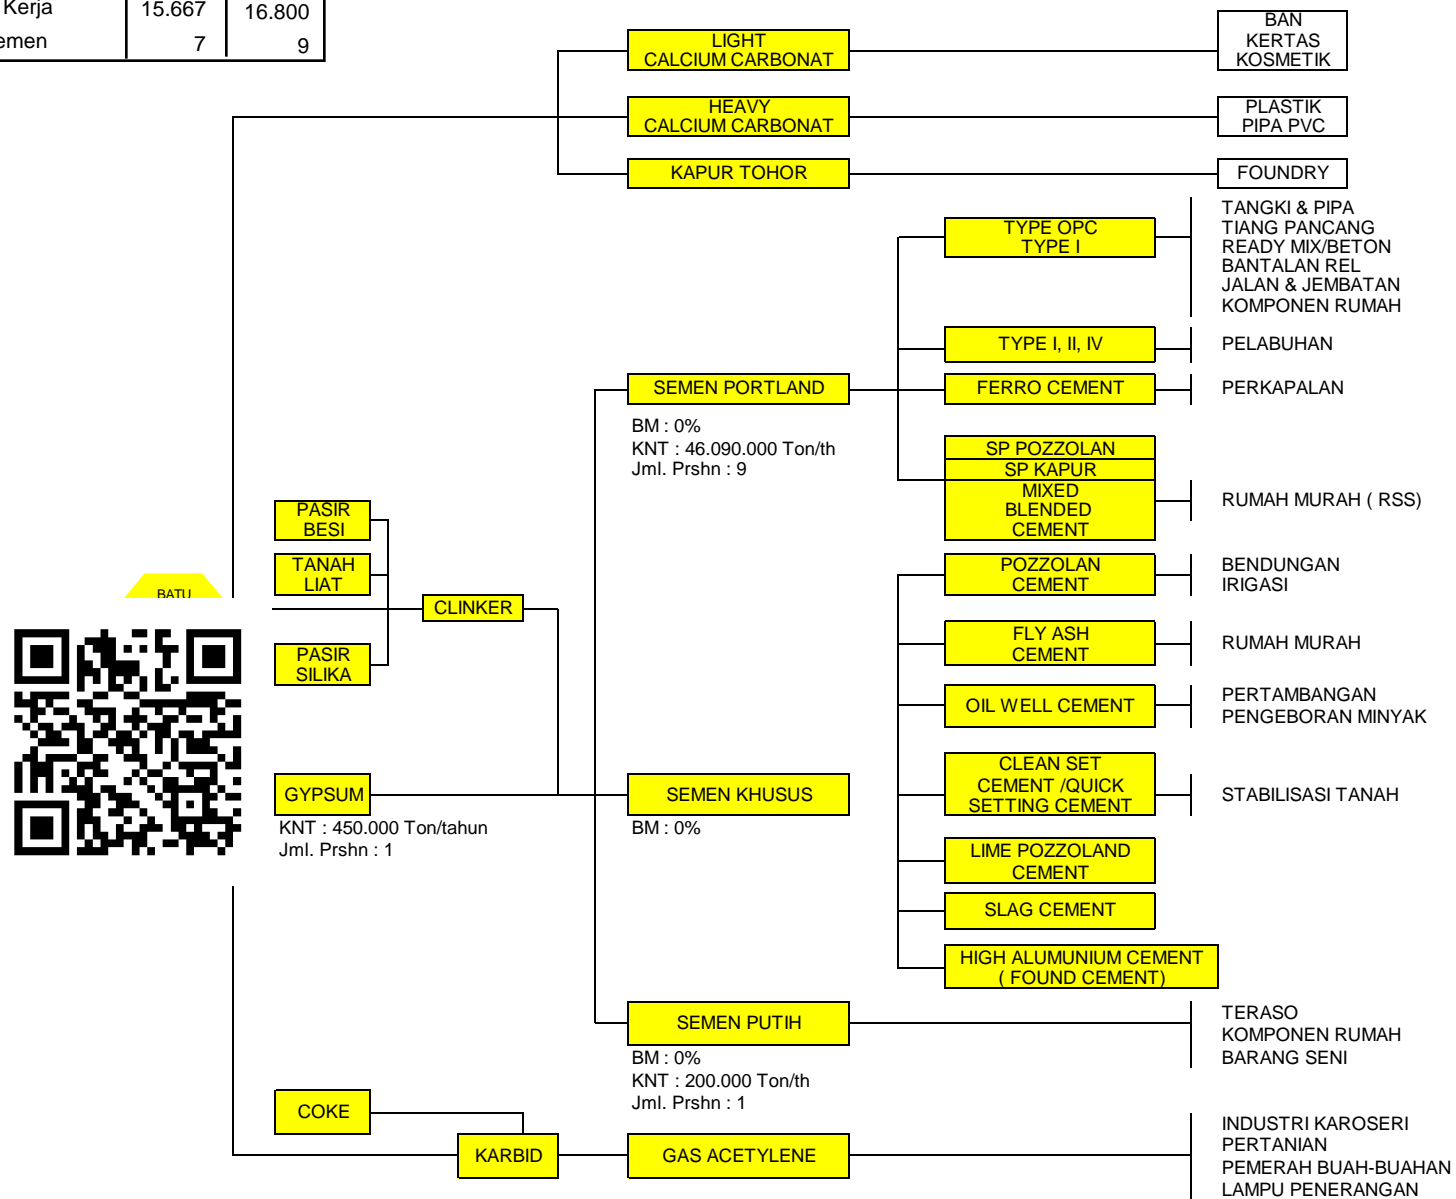 Kerja 15.667 16.800
emen 7 9
LIGHT
CALCIUM CARBONAT
BAN
KERTAS
KOSMETIK
HEAVY
CALCIUM CARBONAT
PLASTIK
PIPA PVC
KAPUR TOHOR
FOUNDRY
TYPE OPC
TYPE I
TANGKI & PIPA
TIANG PANCANG
READY MIX/BETON
BANTALAN REL
JALAN & JEMBATAN
KOMPONEN RUMAH
TYPE I, II, IV
PELABUHAN
SEMEN PORTLAND
BM : 0%
KNT : 46.090.000 Ton/th
Jml. Prshn : 9
FERRO CEMENT
PERKAPALAN
SP POZZOLAN
SP KAPUR
MIXED
BLENDED
CEMENT
RUMAH MURAH ( RSS)
PASIR
BESI
TANAH
LIAT
BATU
CLINKER
PASIR
SILIKA
POZZOLAN
CEMENT
BENDUNGAN
IRIGASI
FLY ASH
CEMENT
RUMAH MURAH
OIL WELL CEMENT
PERTAMBANGAN
PENGEBORAN MINYAK
GYPSUM
KNT : 450.000 Ton/tahun
Jml. Prshn : 1
SEMEN KHUSUS
BM : 0%
CLEAN SET
CEMENT /QUICK
SETTING CEMENT
STABILISASI TANAH
LIME POZZOLAND
CEMENT
SLAG CEMENT
HIGH ALUMUNIUM CEMENT
( FOUND CEMENT)
SEMEN PUTIH
BM : 0%
KNT : 200.000 Ton/th
Jml. Prshn : 1
TERASO
KOMPONEN RUMAH
BARANG SENI
COKE
KARBID
GAS ACETYLENE
INDUSTRI KAROSERI
PERTANIAN
PEMERAH BUAH-BUAHAN
LAMPU PENERANGAN